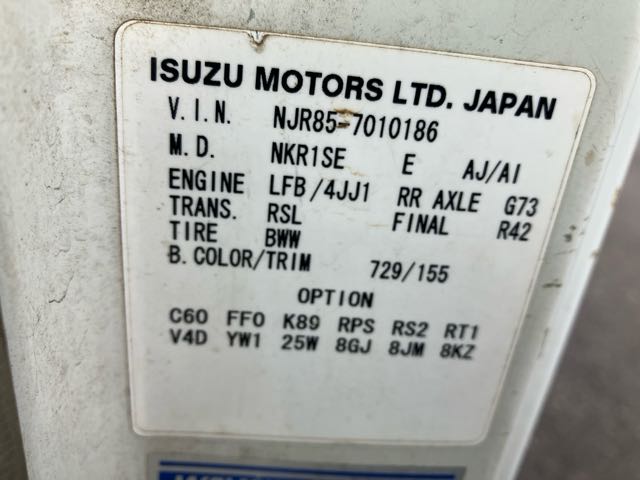 ISUZU MOTORS LTD. JAPAN
V.I.N. NJR85-7010186
M.D. NKR1SE E AJ/AI
ENGINE LFB/4JJ1 RR AXLE G73
TRANS. RSL FINAL R42
TIRE BWW
B.COLOR/TRIM 729/155
OPTION
C60 FF0 K89 RPS RS2 RT1
V4D YW1 25W 8GJ 8JM 8KZ